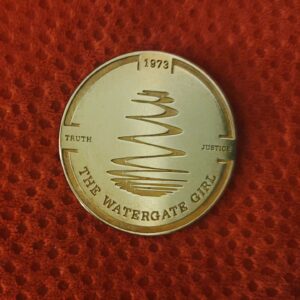 1973
TRUTH
JUSTICE
THE WATERGATE GIRL